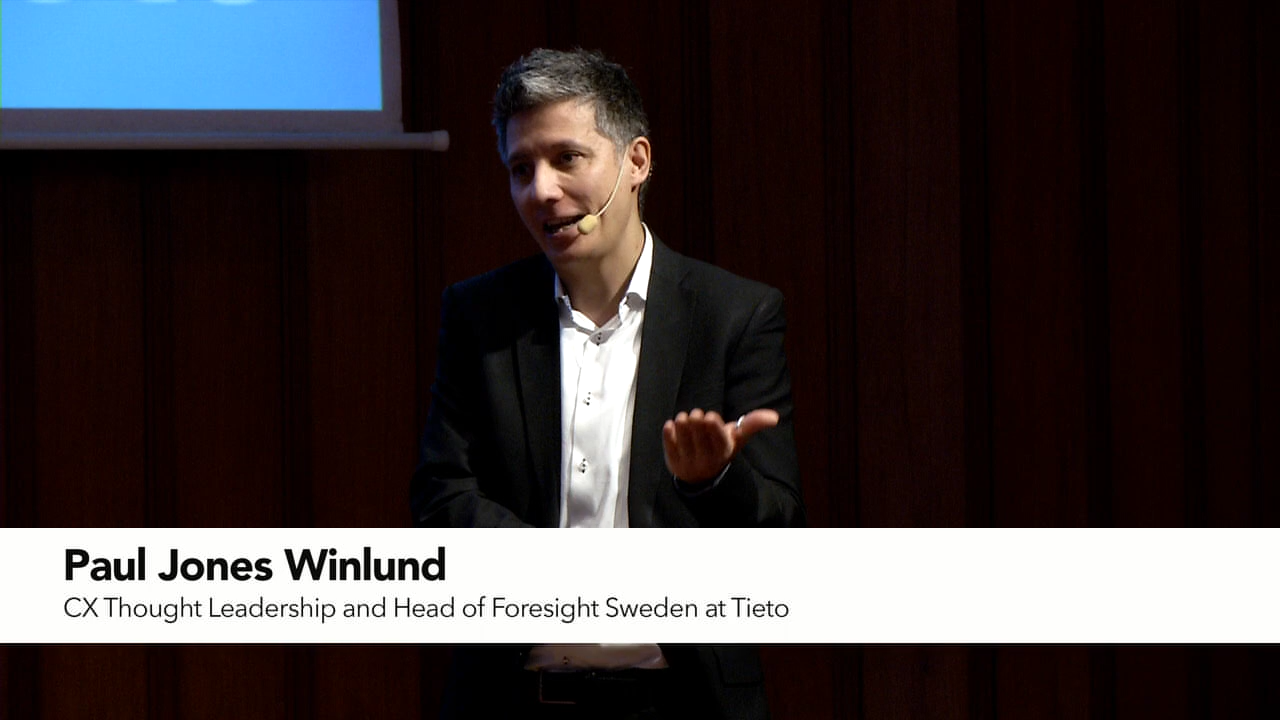 Paul Jones Winlund
CX Thought Leadership and Head of Foresight Sweden at Tieto